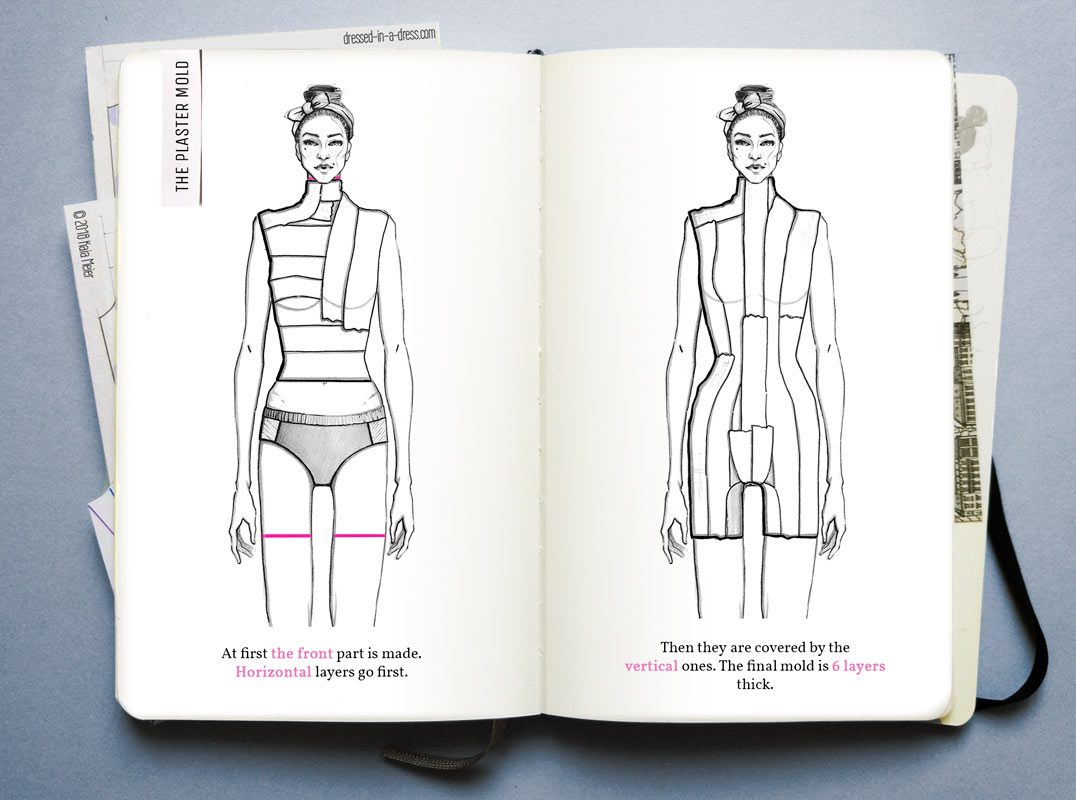 dressed-in-a-dress.com
THE PLASTER MOLD
© 2018 Kaia Meier
At first the front part is made.
Horizontal layers go first.
Then they are covered by the
vertical ones. The final mold is 6 layers
thick.